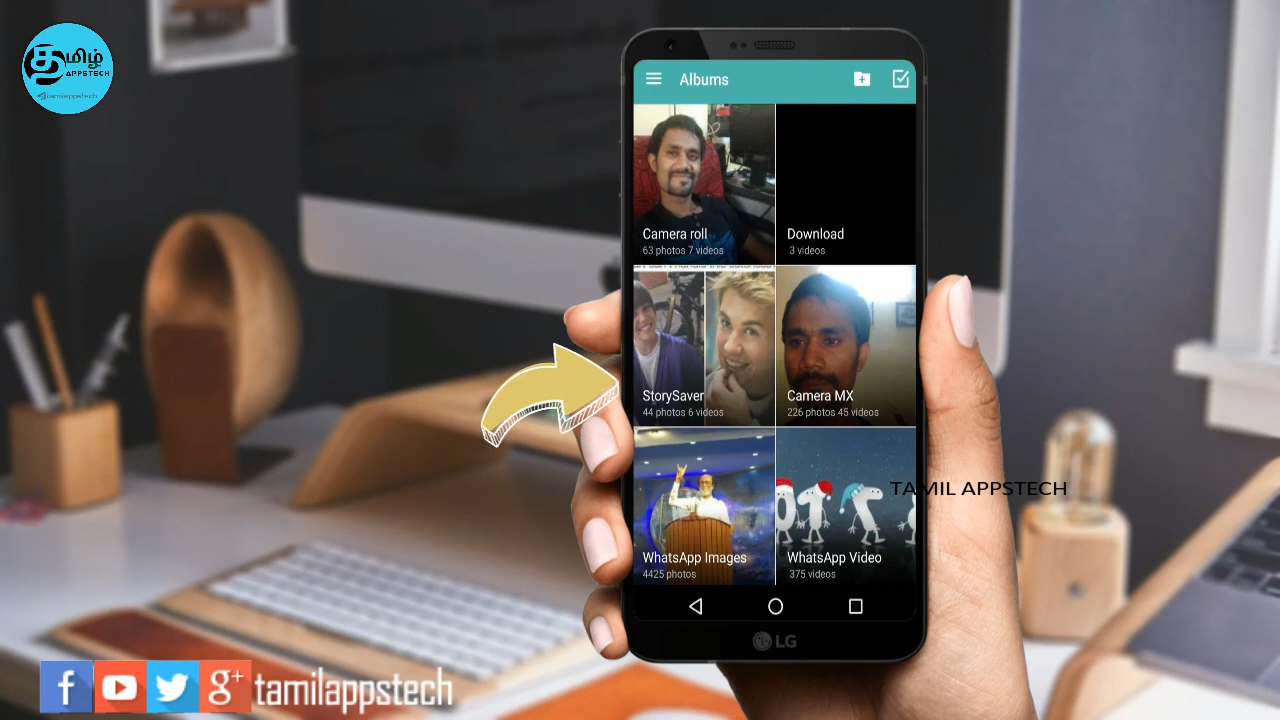 தமிழ்
APPSTECH
tamilappstech
Albums
Camera roll
63 photos 7 videos
Download
3 videos
StorySaver
44 photos 6 videos
Camera MX
226 photos 45 videos
WhatsApp Images
4425 photos
WhatsApp Video
375 videos
TAMIL APPSTECH
LG
f g+ tamilappstech